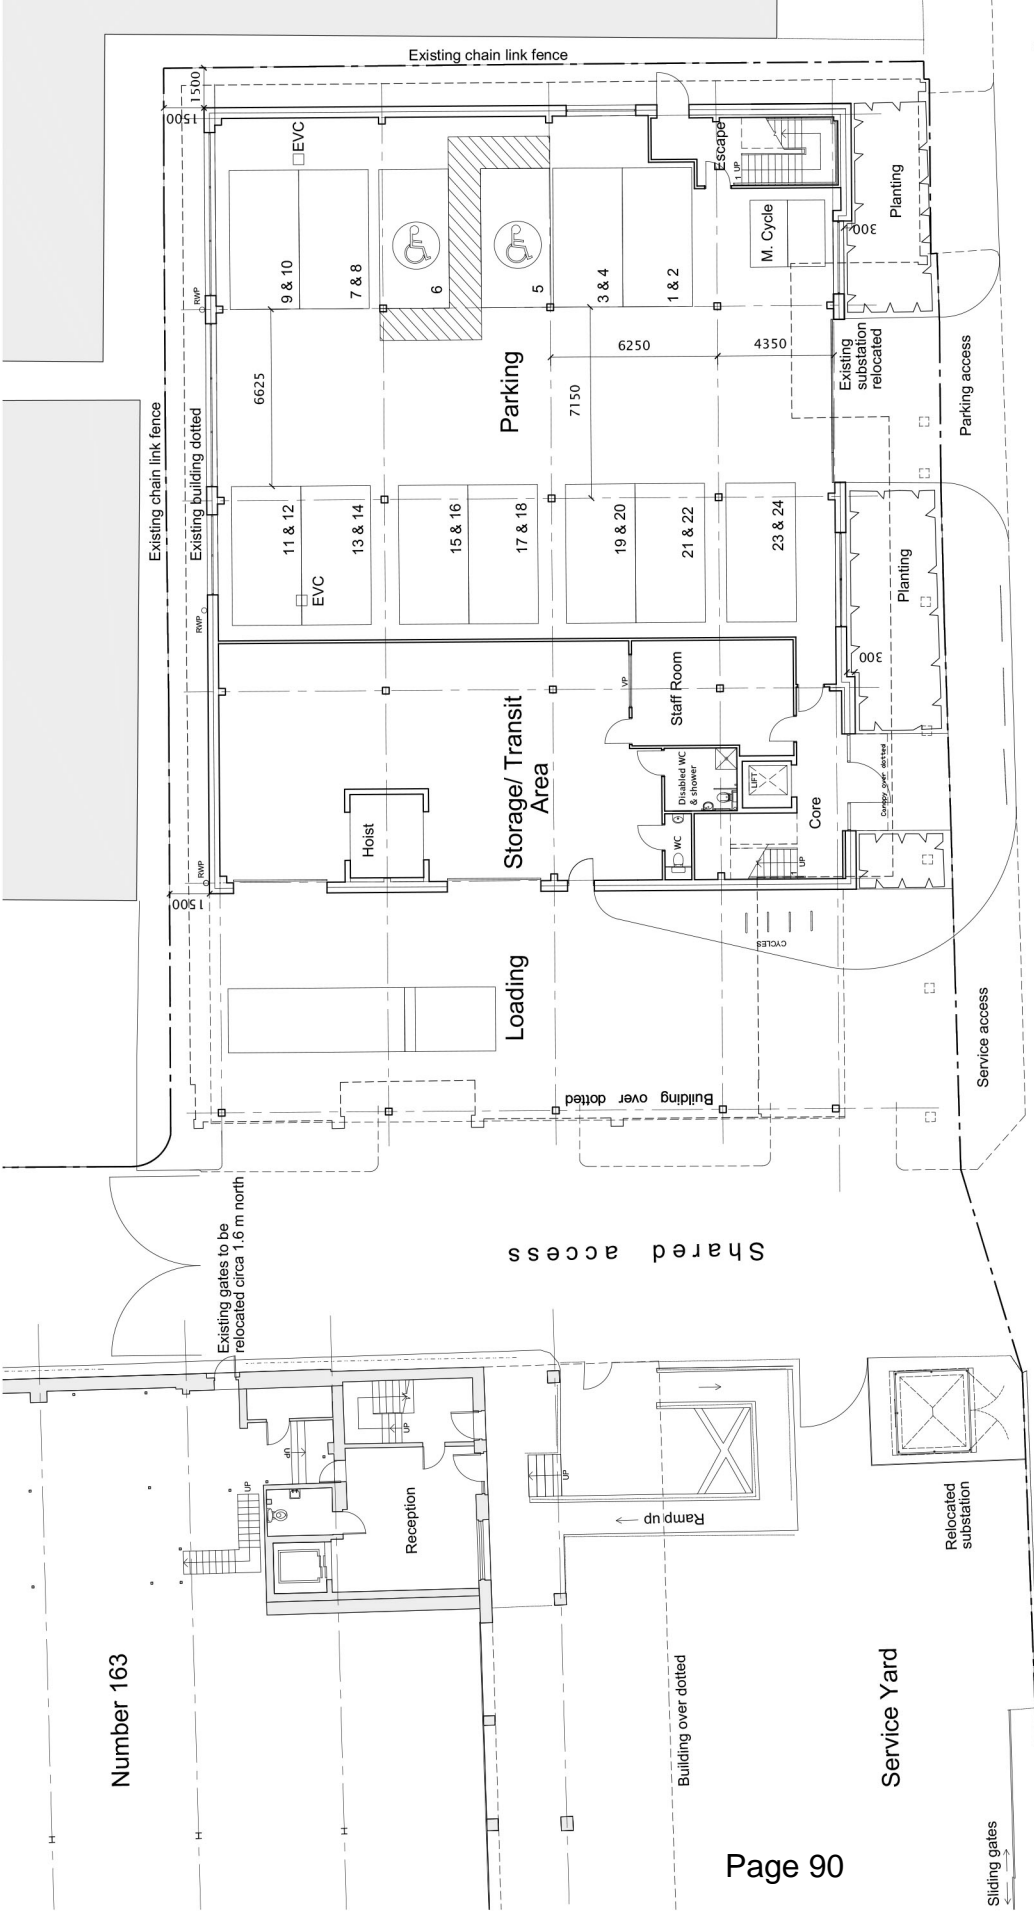 Existing chain link fence
1500
1500
EVC
Escape
1 UP
Planting
M. Cycle
300
9 & 10
7 & 8
6
5
3 & 4
1 & 2
RWP
6250
4350
Existing
substation
relocated
Parking access
6625
Parking
7150
Existing chain link fence
Existing building dotted
11 & 12
13 & 14
15 & 16
17 & 18
19 & 20
21 & 22
23 & 24
EVC
RWP
Planting
300
VP
Staff Room
Storage/ Transit
Area
Disabled WC
& shower
LIFT
Canopy over dotted
Hoist
WC
Core
1
UP
RWP
1500
CYCLES
Loading
Service access
Building over dotted
Shared access
Existing gates to be
relocated circa 1.6 m north
UP
UP
UP
UP
Reception
Ramp up
Relocated
substation
Number 163
Building over dotted
Service Yard
Page 90
Sliding gates